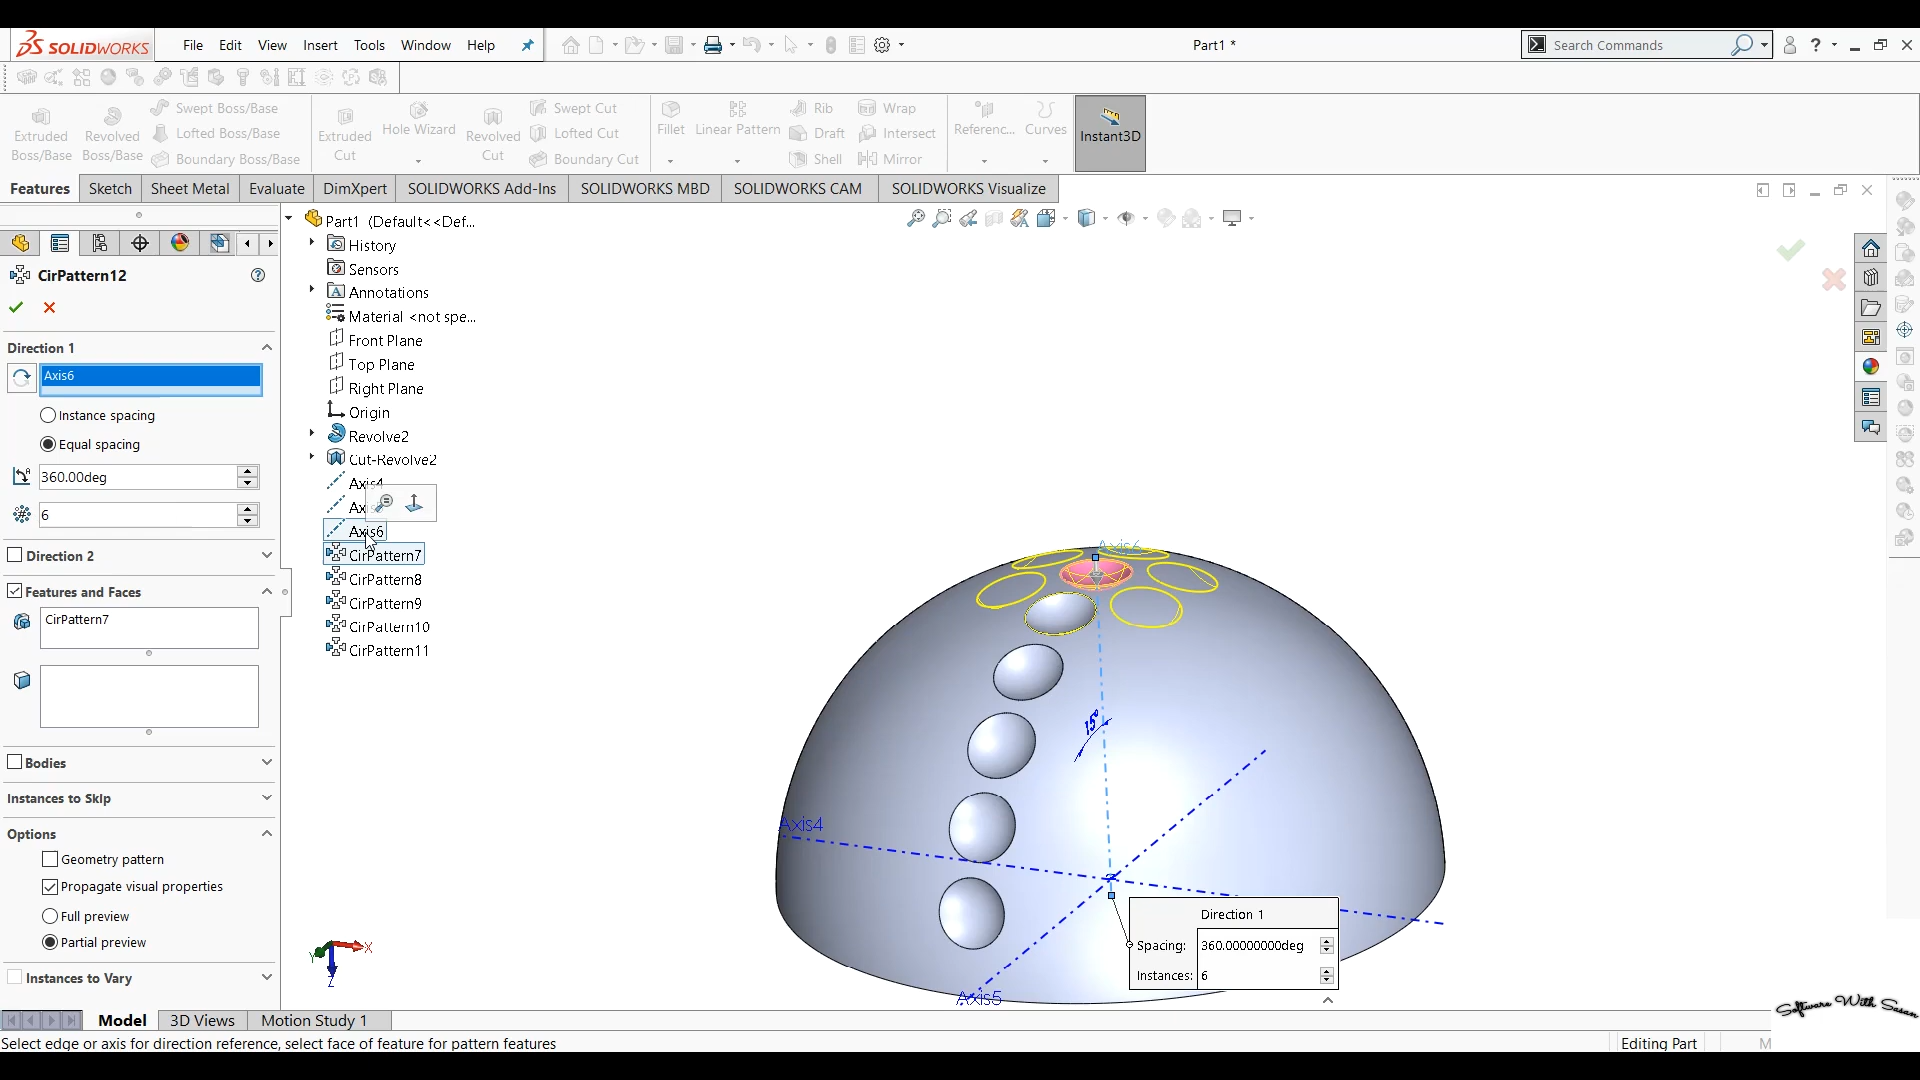 SOLIDWORKS File Edit View Insert Tools Window Help Part1 * Search Commands
Swept Boss/Base Swept Cut Rib Wrap
Extruded Boss/Base Revolved Boss/Base Lofted Boss/Base Extruded Cut Hole Wizard Revolved Cut Lofted Cut Fillet Linear Pattern Draft Intersect Referenc... Curves Instant3D
Boundary Boss/Base Boundary Cut Shell Mirror
Features Sketch Sheet Metal Evaluate DimXpert SOLIDWORKS Add-Ins SOLIDWORKS MBD SOLIDWORKS CAM SOLIDWORKS Visualize
CirPattern12
Direction 1
Axis6
Instance spacing
Equal spacing
360.00deg
6
Direction 2
Features and Faces
CirPattern7
Bodies
Instances to Skip
Options
Geometry pattern
Propagate visual properties
Full preview
Partial preview
Instances to Vary
Part1 (Default<<Def...
History
Sensors
Annotations
Material <not spe...
Front Plane
Top Plane
Right Plane
Origin
Revolve2
Cut-Revolve2
Axis4
Axis6
CirPattern7
CirPattern8
CirPattern9
CirPattern10
CirPattern11
Axis6
15°
Axis4
Axis5
Direction 1
Spacing: 360.00000000deg
Instances: 6
X
Y
Z
Software With Sasan
Model 3D Views Motion Study 1
Select edge or axis for direction reference, select face of feature for pattern features Editing Part M